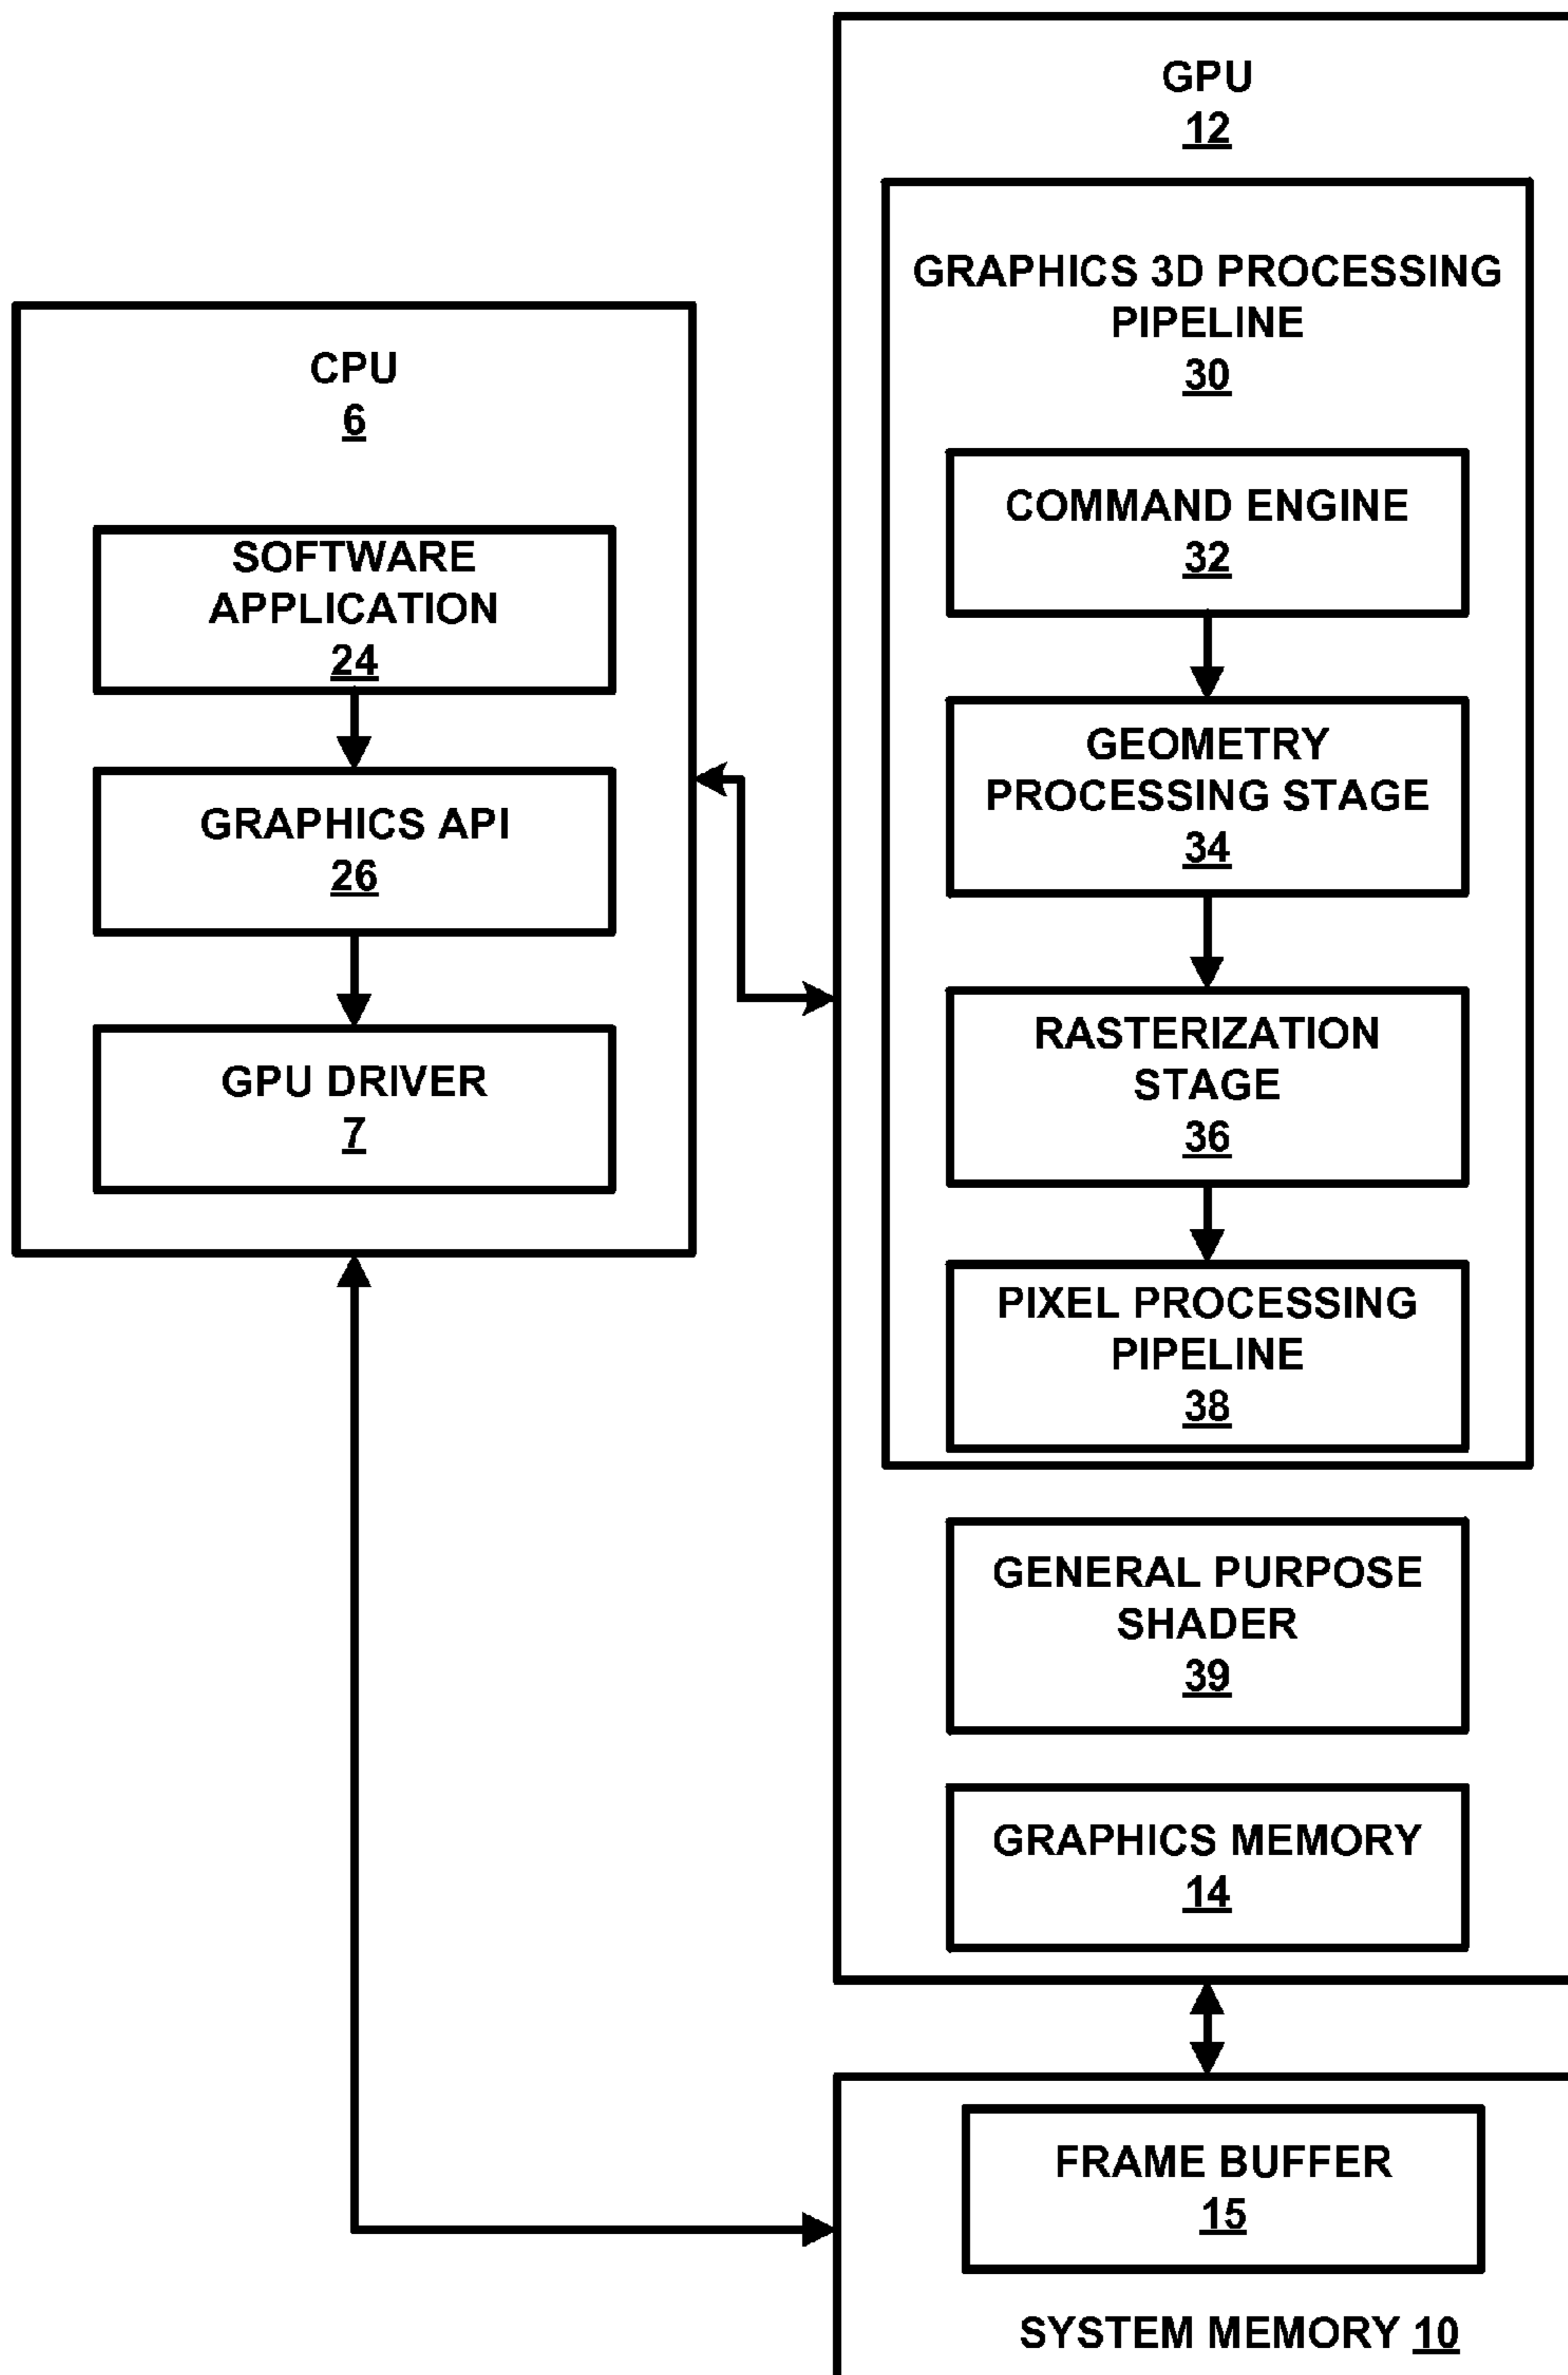 CPU
6
SOFTWARE
APPLICATION
24
GRAPHICS API
26
GPU DRIVER
7
GPU
12
GRAPHICS 3D PROCESSING
PIPELINE
30
COMMAND ENGINE
32
GEOMETRY
PROCESSING STAGE
34
RASTERIZATION
STAGE
36
PIXEL PROCESSING
PIPELINE
38
GENERAL PURPOSE
SHADER
39
GRAPHICS MEMORY
14
FRAME BUFFER
15
SYSTEM MEMORY 10